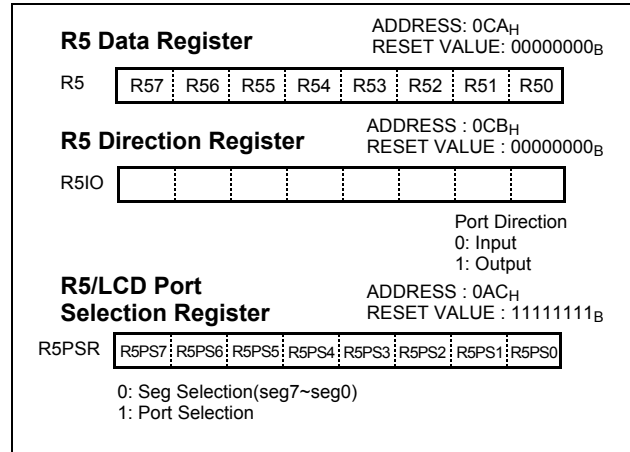 R5 Data Register
ADDRESS: 0CAH
RESET VALUE: 00000000B
R5 R57 R56 R55 R54 R53 R52 R51 R50
R5 Direction Register
ADDRESS : 0CBH
RESET VALUE : 00000000B
R5IO
Port Direction
0: Input
1: Output
R5/LCD Port
Selection Register
ADDRESS : 0ACH
RESET VALUE : 11111111B
R5PSR R5PS7 R5PS6 R5PS5 R5PS4 R5PS3 R5PS2 R5PS1 R5PS0
0: Seg Selection(seg7~seg0)
1: Port Selection